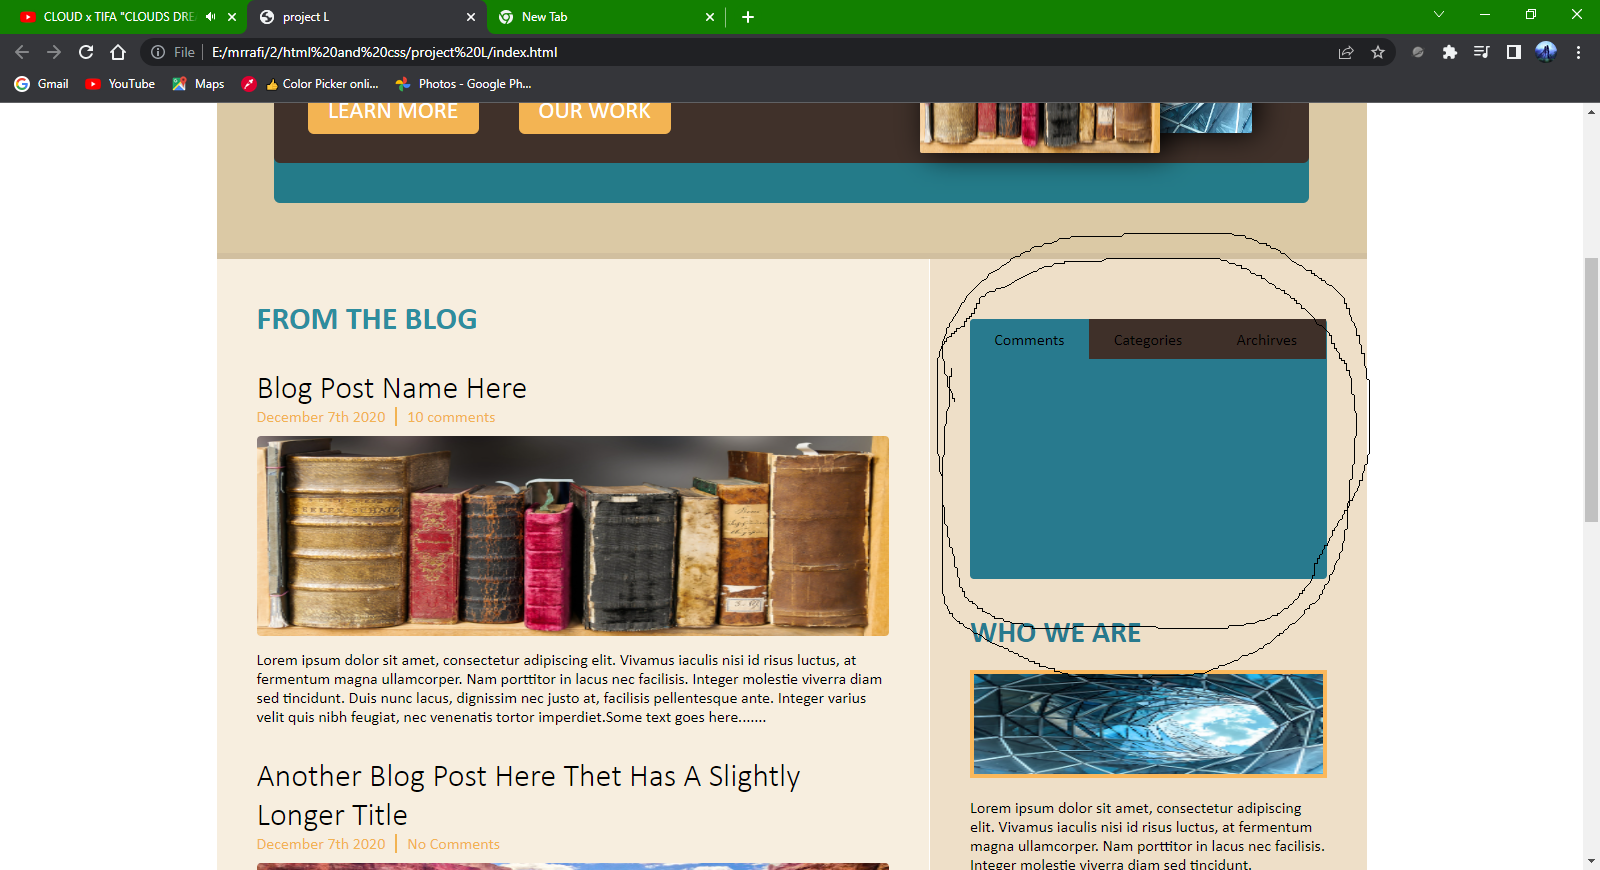 CLOUD x TIFA "CLOUDS DREA
project L
New Tab
File
E:/mrrafi/2/html%20and%20css/project%20L/index.html
Gmail
YouTube
Maps
Color Picker onli...
Photos - Google Ph...
LEARN MORE
OUR WORK
FROM THE BLOG
Blog Post Name Here
December 7th 2020 | 10 comments
Lorem ipsum dolor sit amet, consectetur adipiscing elit. Vivamus iaculis nisi id risus luctus, at
fermentum magna ullamcorper. Nam porttitor in lacus nec facilisis. Integer molestie viverra diam
sed tincidunt. Duis nunc lacus, dignissim nec justo at, facilisis pellentesque ante. Integer varius
velit quis nibh feugiat, nec venenatis tortor imperdiet.Some text goes here.......
Another Blog Post Here Thet Has A Slightly
Longer Title
December 7th 2020 | No Comments
Comments
Categories
Archirves
WHO WE ARE
Lorem ipsum dolor sit amet, consectetur adipiscing
elit. Vivamus iaculis nisi id risus luctus, at fermentum
magna ullamcorper. Nam porttitor in lacus nec facilisis.
Integer molestie viverra diam sed tincidunt.